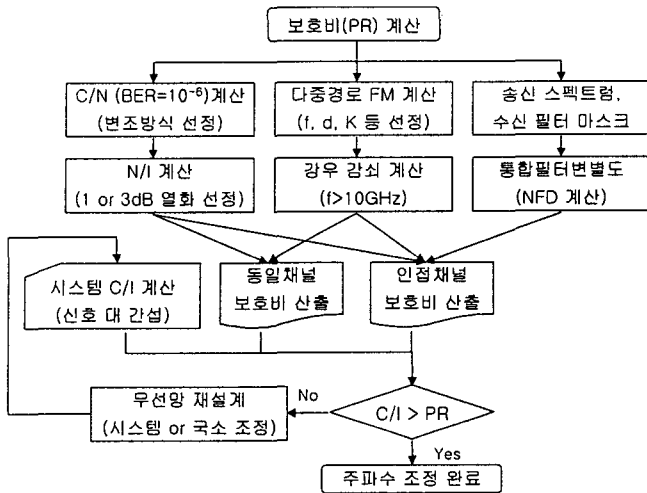 보호비(PR) 계산
C/N (BER=10⁻⁶)계산
(변조방식 선정)
다중경로 FM 계산
(f, d, K 등 선정)
송신 스펙트럼,
수신 필터 마스크
N/I 계산
(1 or 3dB 열화 선정)
강우 감쇠 계산
(f>10GHz)
통합필터변별도
(NFD 계산)
시스템 C/I 계산
(신호 대 간섭)
동일채널
보호비 산출
인접채널
보호비 산출
무선망 재설계
(시스템 or 국소 조정)
No
C/I > PR
Yes
주파수 조정 완료